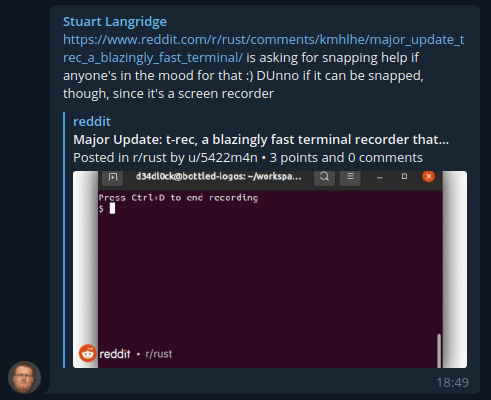 Stuart Langridge
https://www.reddit.com/r/rust/comments/kmhlhe/major_update_t
rec_a_blazingly_fast_terminal/ is asking for snapping help if
anyone's in the mood for that :) DUnno if it can be snapped,
though, since it's a screen recorder
reddit
Major Update: t-rec, a blazingly fast terminal recorder that...
Posted in r/rust by u/5422m4n • 3 points and 0 comments
d34dl0ck@bottled-logos: ~/workspa...
Press Ctrl+D to end recording
$
reddit • r/rust
18:49